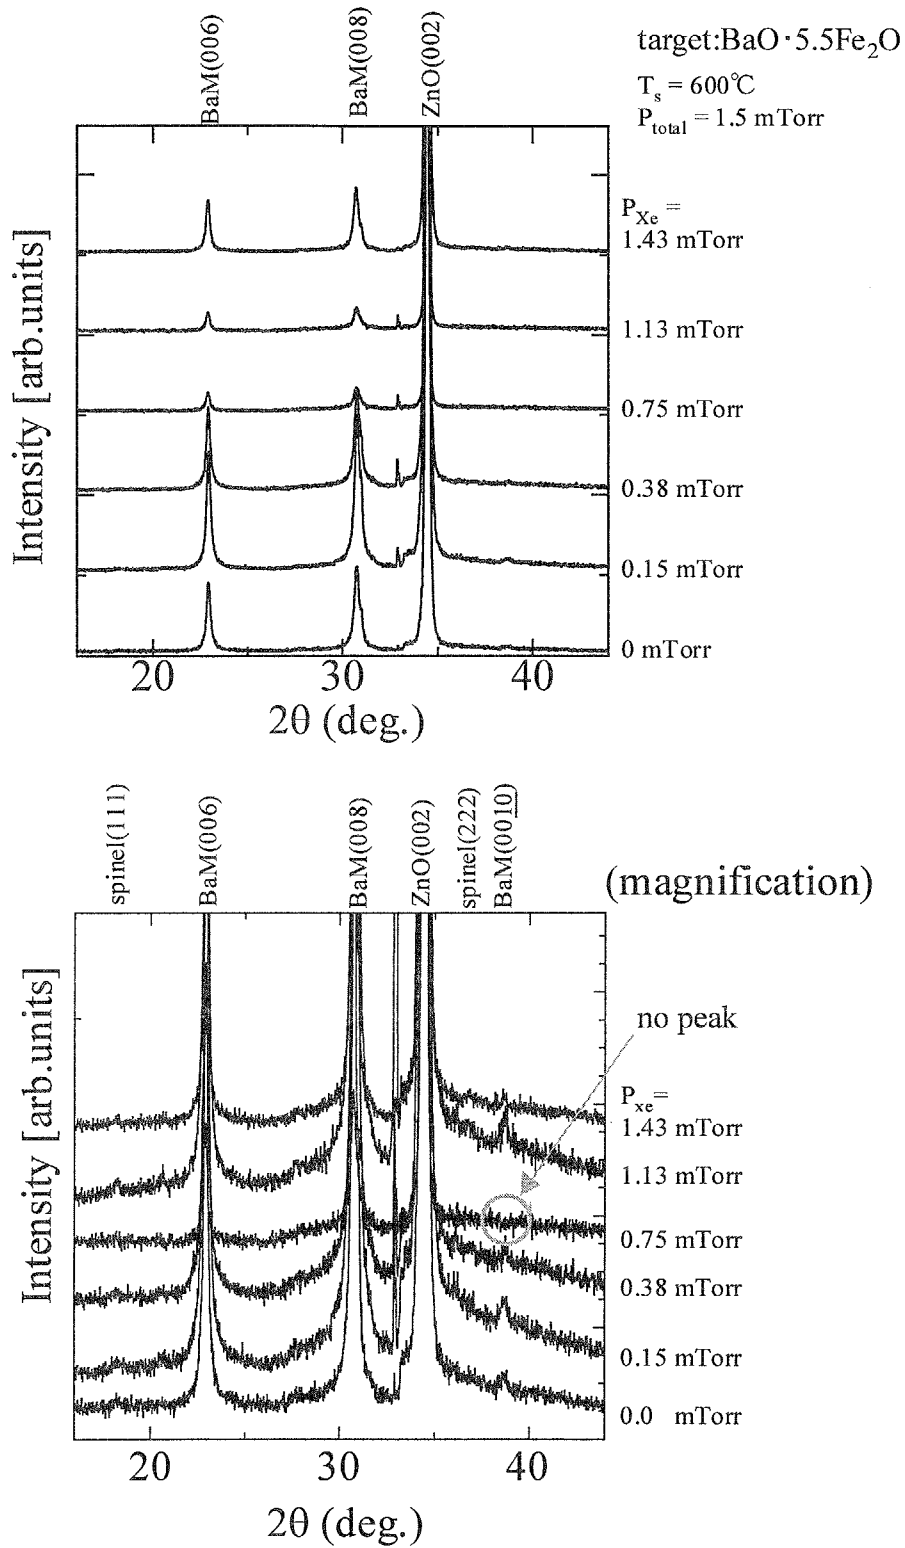 BaM(006)
BaM(008)
ZnO(002)
target:BaO·5.5Fe₂O
Tₛ = 600℃
P_total = 1.5 mTorr
Intensity [arb.units]
P_Xe =
1.43 mTorr
1.13 mTorr
0.75 mTorr
0.38 mTorr
0.15 mTorr
0 mTorr
20 30 40
2θ (deg.)
spinel(111)
BaM(006)
BaM(008)
ZnO(002)
spinel(222)
BaM(0010)
(magnification)
Intensity [arb.units]
no peak
P_xe=
1.43 mTorr
1.13 mTorr
0.75 mTorr
0.38 mTorr
0.15 mTorr
0.0 mTorr
20 30 40
2θ (deg.)